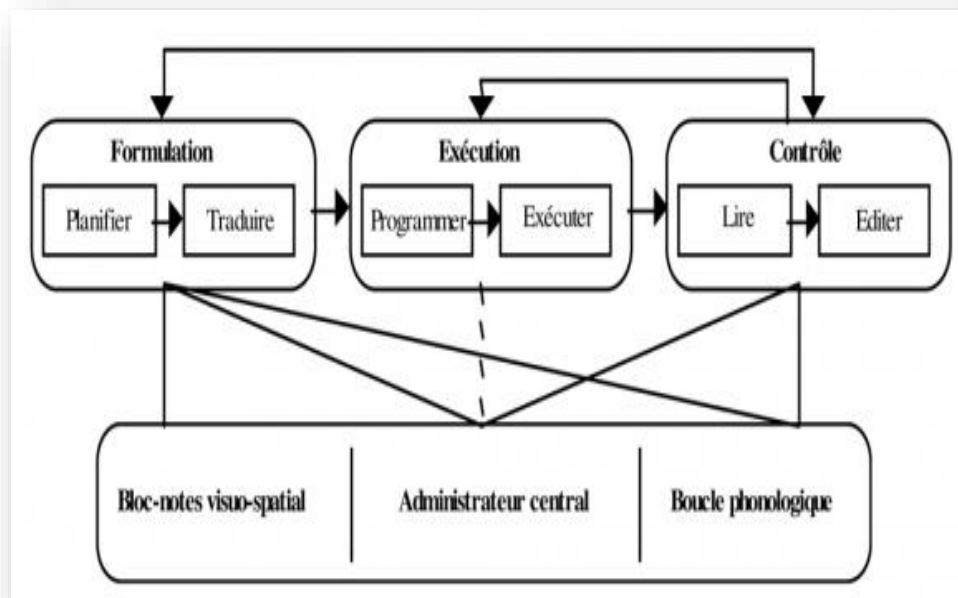 Formulation
Exécution
Contrôle
Planifier
Traduire
Programmer
Exécuter
Lire
Editer
Bloc-notes visuo-spatial
Administrateur central
Boucle phonologique